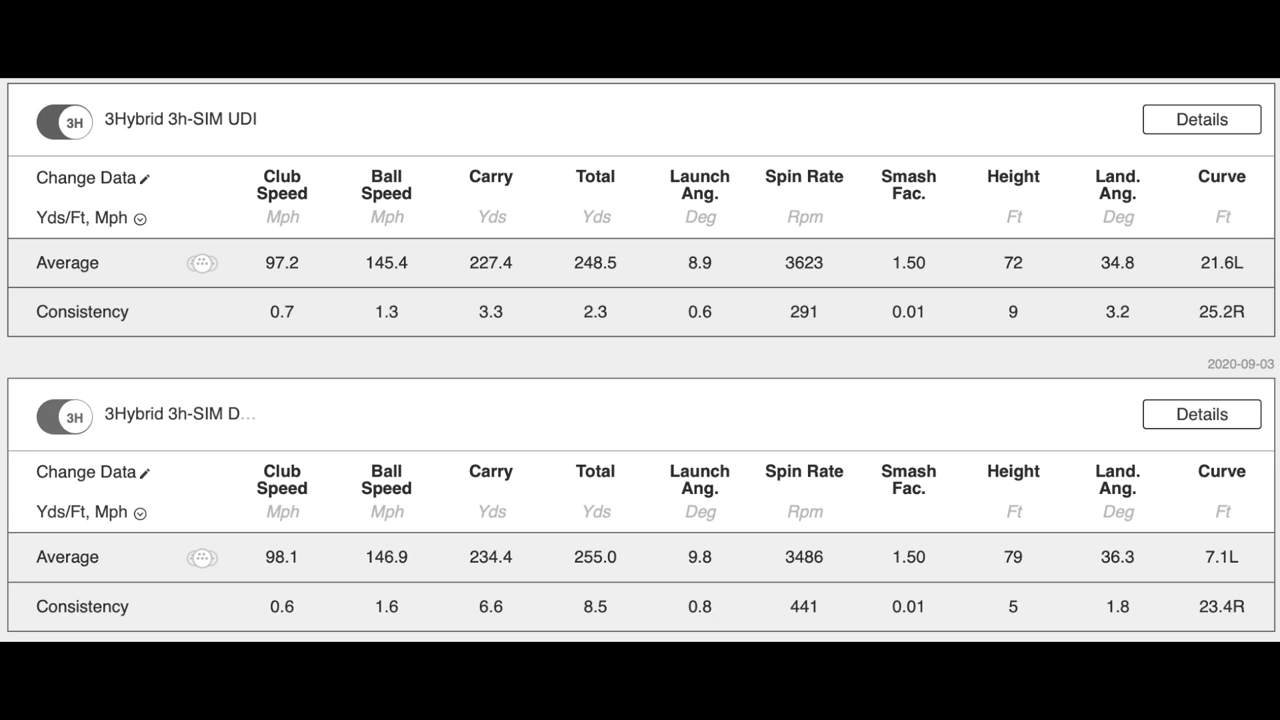 3H 3Hybrid 3h-SIM UDI Details
Change Data Club Speed Ball Speed Carry Total Launch Ang. Spin Rate Smash Fac. Height Land. Ang. Curve
Yds/Ft, Mph Mph Mph Yds Yds Deg Rpm Ft Deg Ft
Average 97.2 145.4 227.4 248.5 8.9 3623 1.50 72 34.8 21.6L
Consistency 0.7 1.3 3.3 2.3 0.6 291 0.01 9 3.2 25.2R
2020-09-03
3H 3Hybrid 3h-SIM D... Details
Change Data Club Speed Ball Speed Carry Total Launch Ang. Spin Rate Smash Fac. Height Land. Ang. Curve
Yds/Ft, Mph Mph Mph Yds Yds Deg Rpm Ft Deg Ft
Average 98.1 146.9 234.4 255.0 9.8 3486 1.50 79 36.3 7.1L
Consistency 0.6 1.6 6.6 8.5 0.8 441 0.01 5 1.8 23.4R